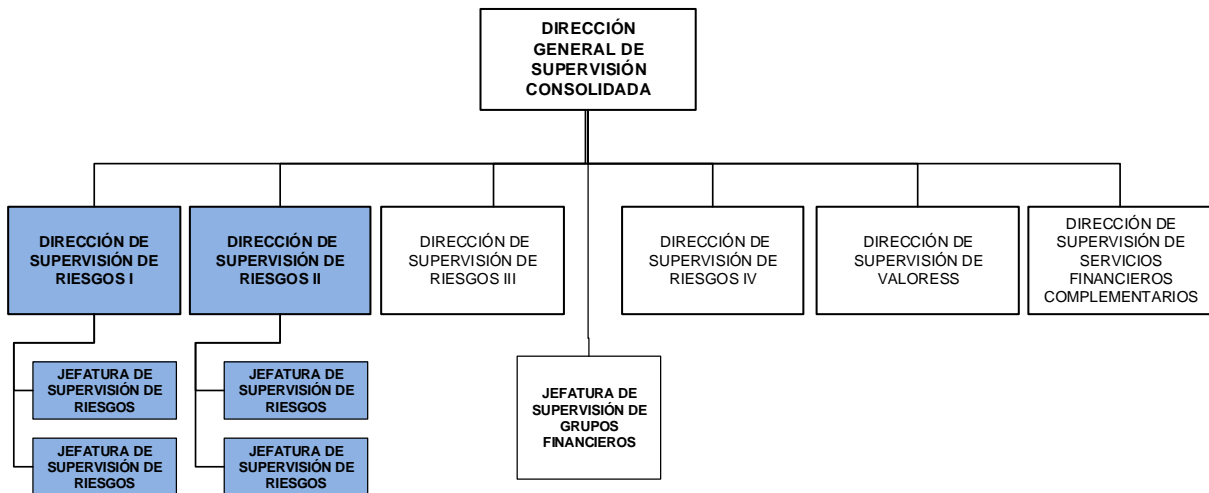 DIRECCIÓN
GENERAL DE
SUPERVISIÓN
CONSOLIDADA
DIRECCIÓN DE
SUPERVISIÓN DE
RIESGOS I
DIRECCIÓN DE
SUPERVISIÓN DE
RIESGOS II
DIRECCIÓN DE
SUPERVISIÓN DE
RIESGOS III
DIRECCIÓN DE
SUPERVISIÓN DE
RIESGOS IV
DIRECCIÓN DE
SUPERVISIÓN DE
VALORESS
DIRECCIÓN DE
SUPERVISIÓN DE
SERVICIOS
FINANCIEROS
COMPLEMENTARIOS
JEFATURA DE
SUPERVISIÓN DE
RIESGOS
JEFATURA DE
SUPERVISIÓN DE
RIESGOS
JEFATURA DE
SUPERVISIÓN DE
GRUPOS
FINANCIEROS
JEFATURA DE
SUPERVISIÓN DE
RIESGOS
JEFATURA DE
SUPERVISIÓN DE
RIESGOS